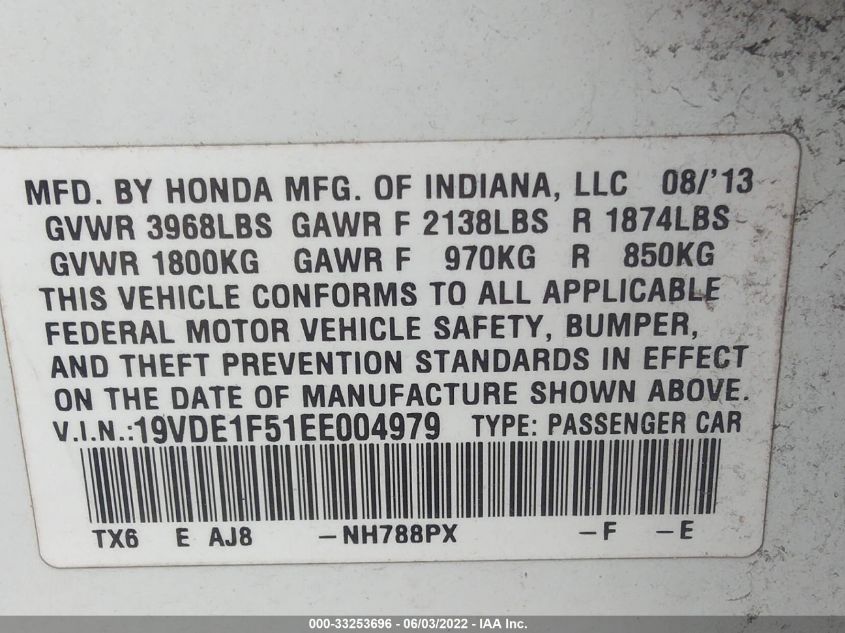 MFD. BY HONDA MFG. OF INDIANA, LLC 08/'13
GVWR 3968LBS GAWR F 2138LBS R 1874LBS
GVWR 1800KG GAWR F 970KG R 850KG
THIS VEHICLE CONFORMS TO ALL APPLICABLE
FEDERAL MOTOR VEHICLE SAFETY, BUMPER,
AND THEFT PREVENTION STANDARDS IN EFFECT
ON THE DATE OF MANUFACTURE SHOWN ABOVE.
V.I.N.:19VDE1F51EE004979 TYPE: PASSENGER CAR
TX6 E AJ8 –NH788PX –F –E
000-33253696 - 06/03/2022 - IAA Inc.